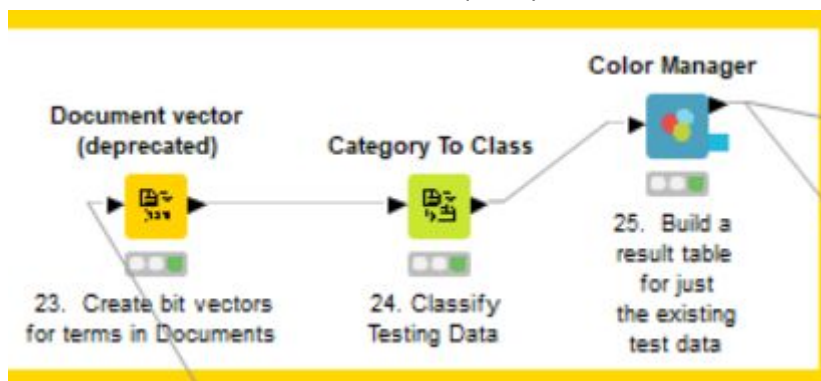 Document vector
(deprecated)
23. Create bit vectors
for terms in Documents
Category To Class
24. Classify
Testing Data
Color Manager
25. Build a
result table
for just
the existing
test data